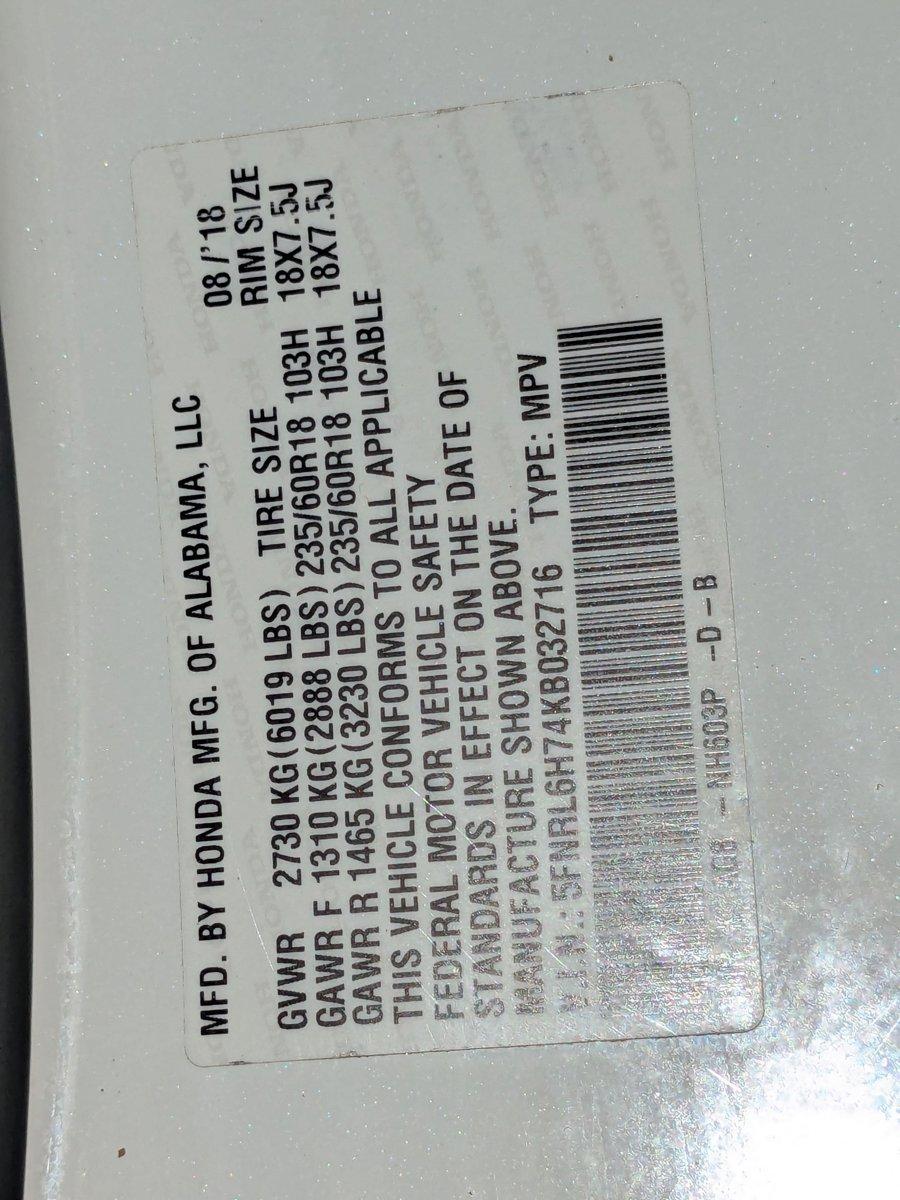 MFD. BY HONDA MFG. OF ALABAMA, LLC 08/'18
GVWR 2730 KG(6019 LBS) TIRE SIZE RIM SIZE
GAWR F 1310 KG(2888 LBS) 235/60R18 103H 18X7.5J
GAWR R 1465 KG(3230 LBS) 235/60R18 103H 18X7.5J
THIS VEHICLE CONFORMS TO ALL APPLICABLE
FEDERAL MOTOR VEHICLE SAFETY
STANDARDS IN EFFECT ON THE DATE OF
MANUFACTURE SHOWN ABOVE.
V.I.N.: 5FNRL6H74KB032716 TYPE: MPV
-NH603P -D-B